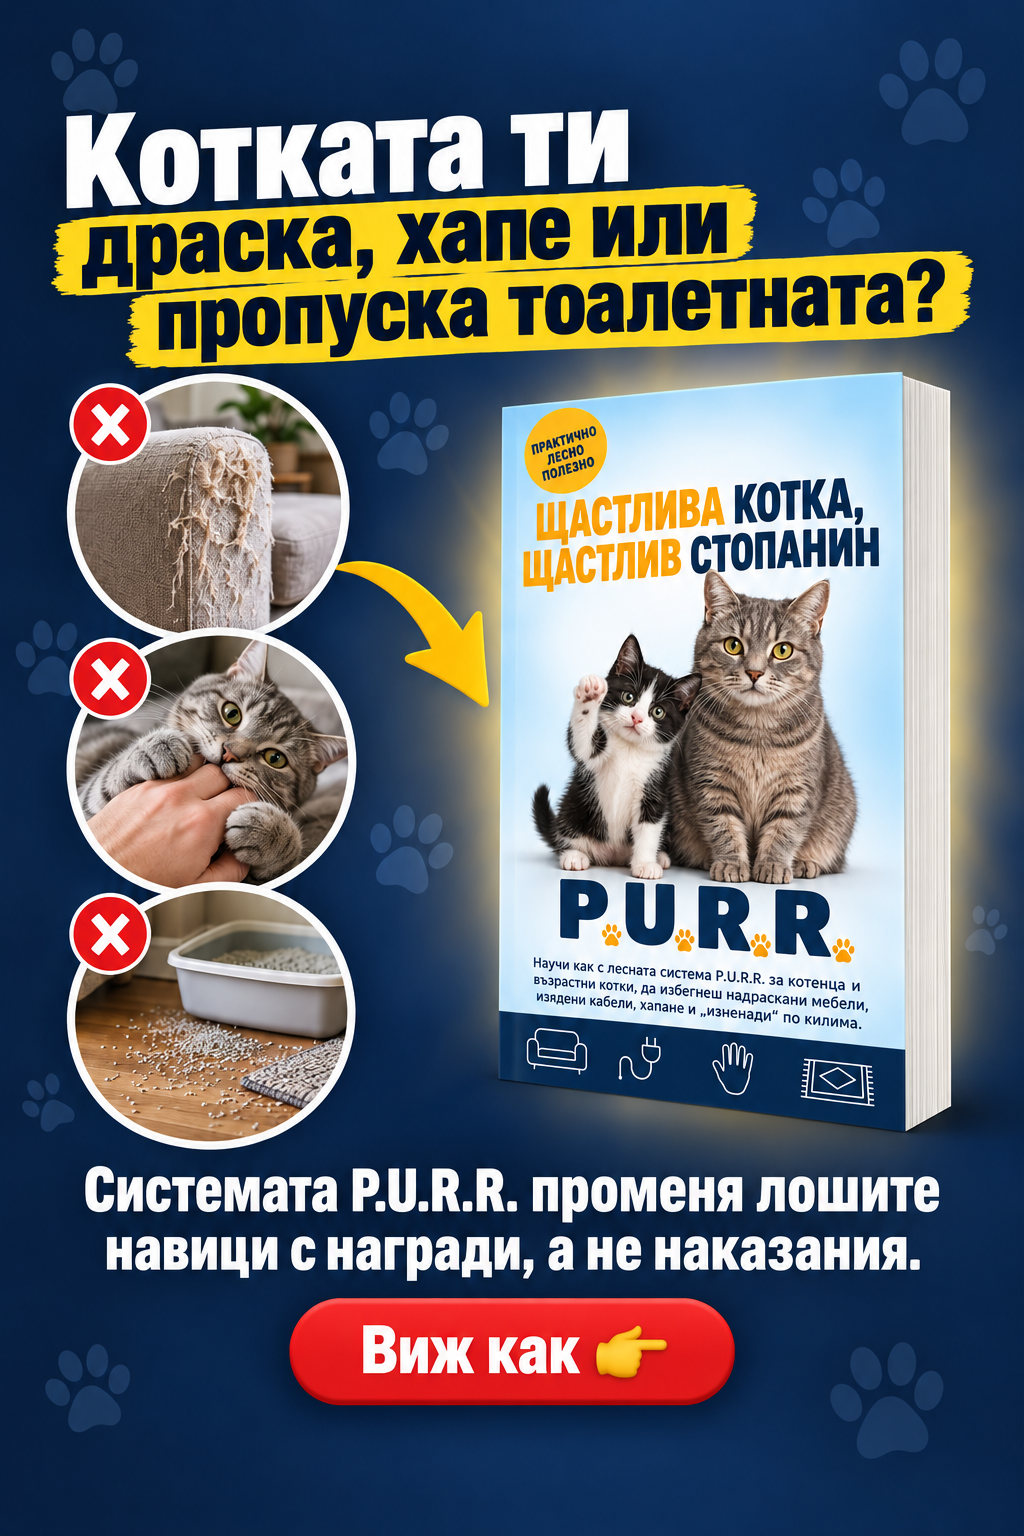 Котката ти
драска, хапе или
пропуска тоалетната?
ПРАКТИЧНО
ЛЕСНО
ПОЛЕЗНО
ЩАСТЛИВА КОТКА,
ЩАСТЛИВ СТОПАНИН
P.U.R.R.
Научи как с лесната система P.U.R.R. за котенца и
възрастни котки, да избегнеш надраскани мебели,
изядени кабели, хапане и „изненади“ по килима.
Системата P.U.R.R. променя лошите
навици с награди, а не наказания.
Виж как 👉